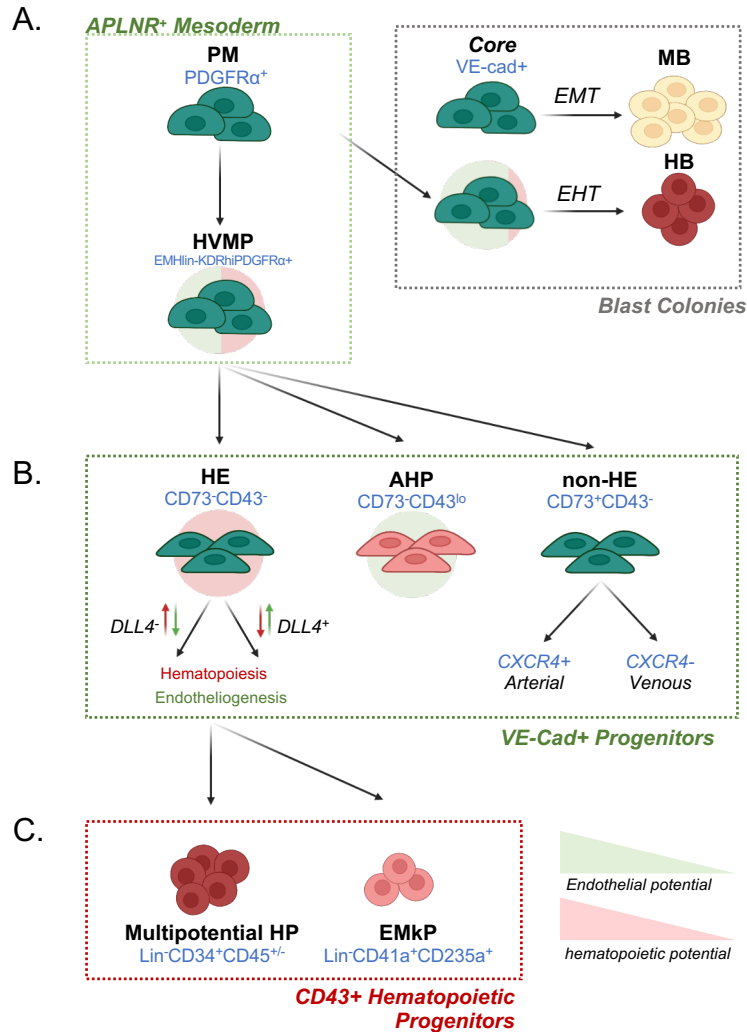 A.
APLNR⁺ Mesoderm
PM
PDGFRα⁺
HVMP
EMHlin-KDRhiPDGFRα+
Core
VE-cad+
EMT
MB
HB
EHT
Blast Colonies
B.
HE
CD73⁻CD43⁻
AHP
CD73⁻CD43ˡᵒ
non-HE
CD73⁺CD43⁻
DLL4⁻
DLL4⁺
Hematopoiesis
Endotheliogenesis
CXCR4+
Arterial
CXCR4-
Venous
VE-Cad+ Progenitors
C.
Multipotential HP
Lin⁻CD34⁺CD45⁺/⁻
EMkP
Lin⁻CD41a⁺CD235a⁺
CD43+ Hematopoietic
Progenitors
Endothelial potential
hematopoietic potential